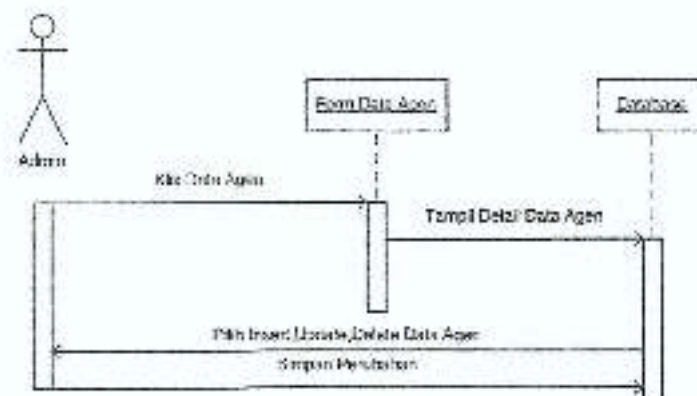 Form Data Agen
Database
Admin
Klik Data Agen
Tampil Detail Data Agen
Pilih Insert,Update,Delete Data Agen
Simpan Perubahan